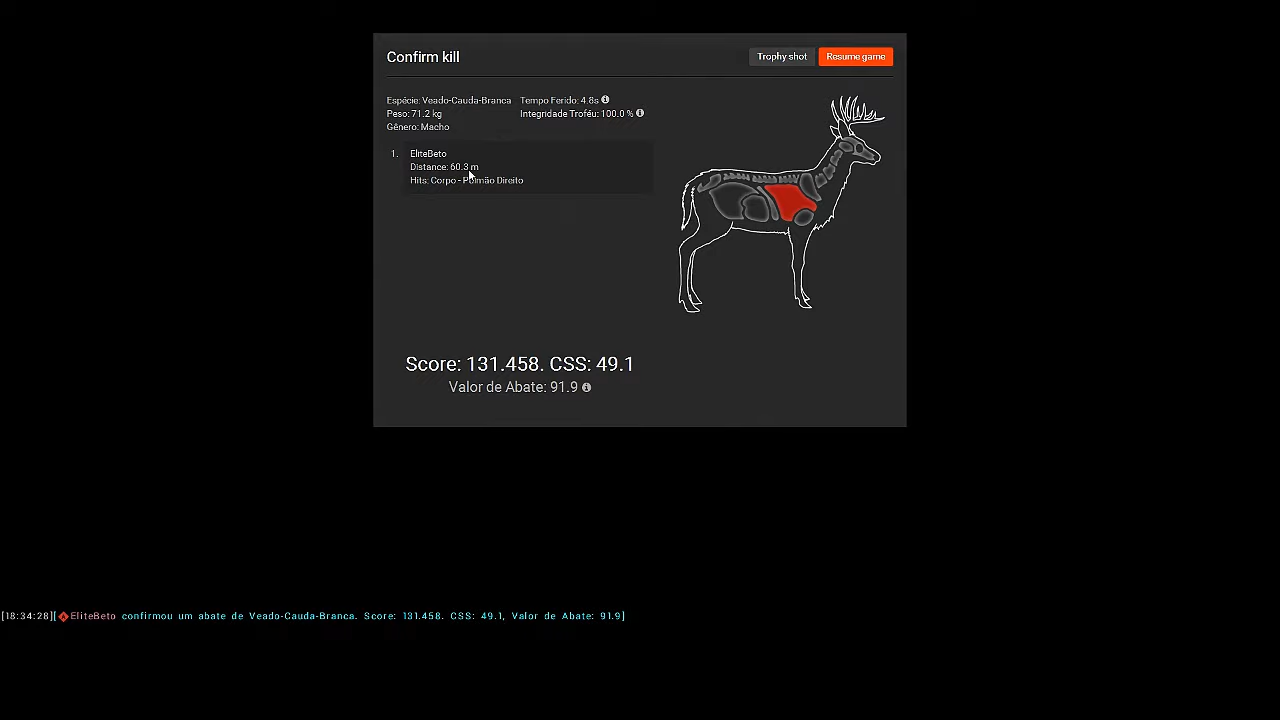 Confirm kill
Trophy shot
Resume game
Espécie: Veado-Cauda-Branca
Tempo Ferido: 4.8s
Peso: 71.2 kg
Integridade Troféu: 100.0 %
Gênero: Macho
1. EliteBeto
Distance: 60.3 m
Hits: Corpo - Pulmão Direito
Score: 131.458. CSS: 49.1
Valor de Abate: 91.9
[18:34:28][EliteBeto confirmou um abate de Veado-Cauda-Branca. Score: 131.458. CSS: 49.1, Valor de Abate: 91.9]